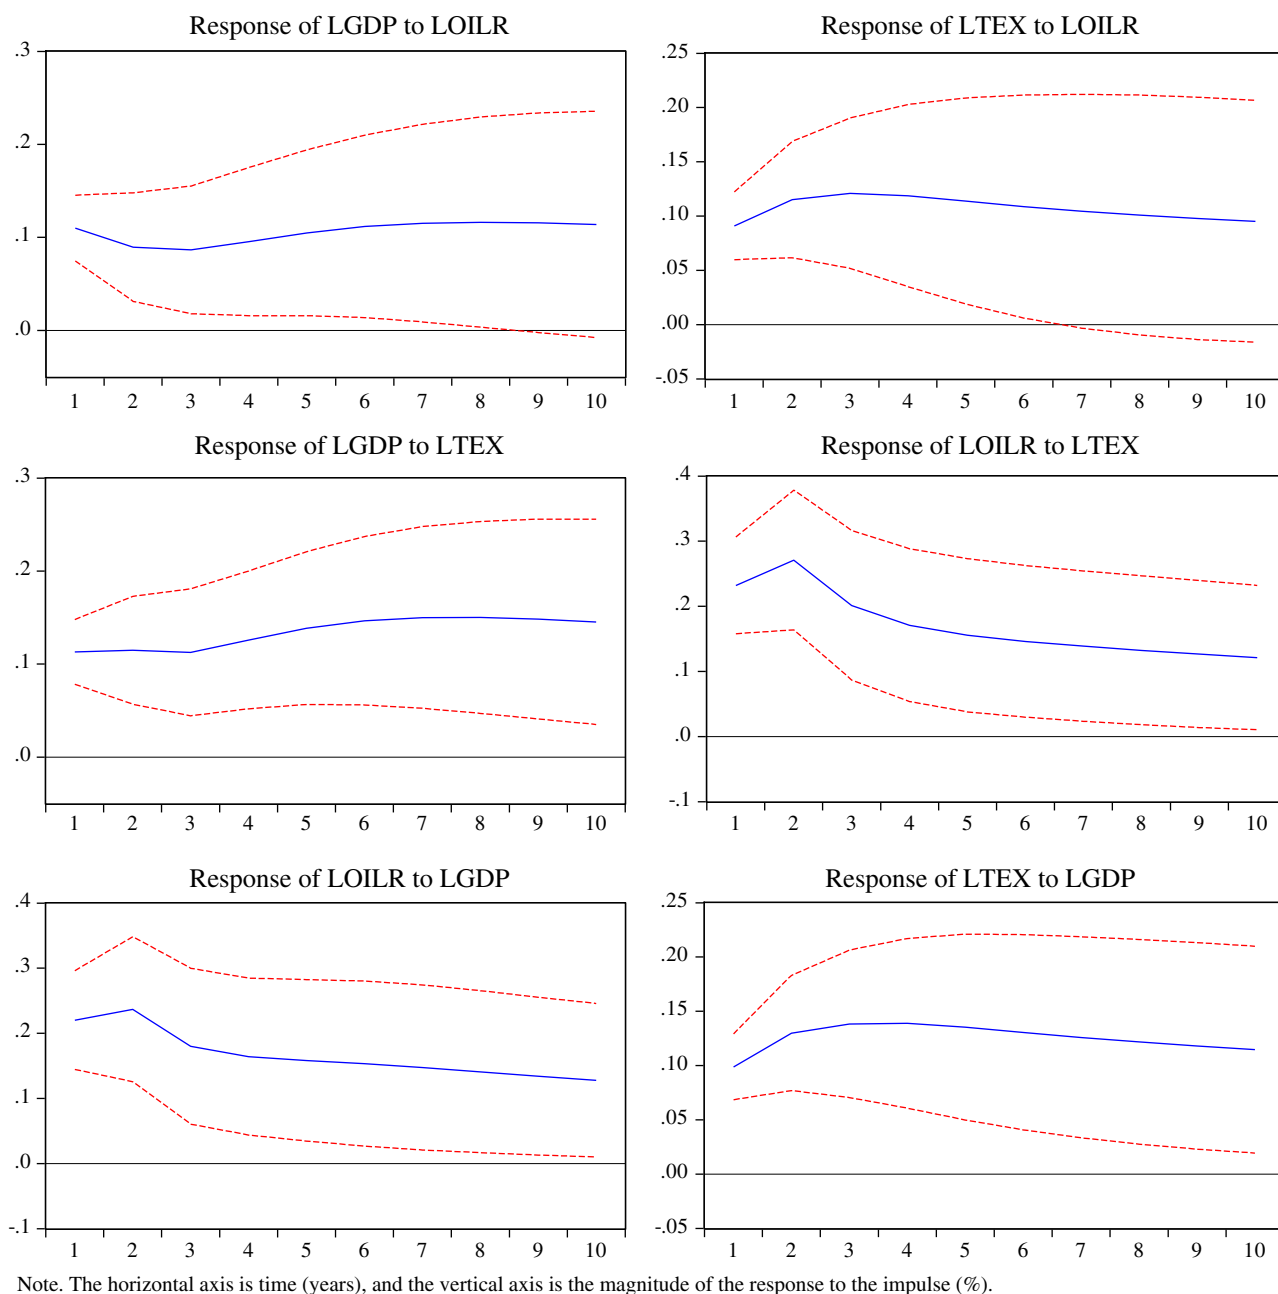 Response of LGDP to LOILR
.3
.2
.1
.0
1 2 3 4 5 6 7 8 9 10
Response of LTEX to LOILR
.25
.20
.15
.10
.05
.00
-.05
1 2 3 4 5 6 7 8 9 10
Response of LGDP to LTEX
.3
.2
.1
.0
1 2 3 4 5 6 7 8 9 10
Response of LOILR to LTEX
.4
.3
.2
.1
.0
-.1
1 2 3 4 5 6 7 8 9 10
Response of LOILR to LGDP
.4
.3
.2
.1
.0
-.1
1 2 3 4 5 6 7 8 9 10
Response of LTEX to LGDP
.25
.20
.15
.10
.05
.00
-.05
1 2 3 4 5 6 7 8 9 10
Note. The horizontal axis is time (years), and the vertical axis is the magnitude of the response to the impulse (%).